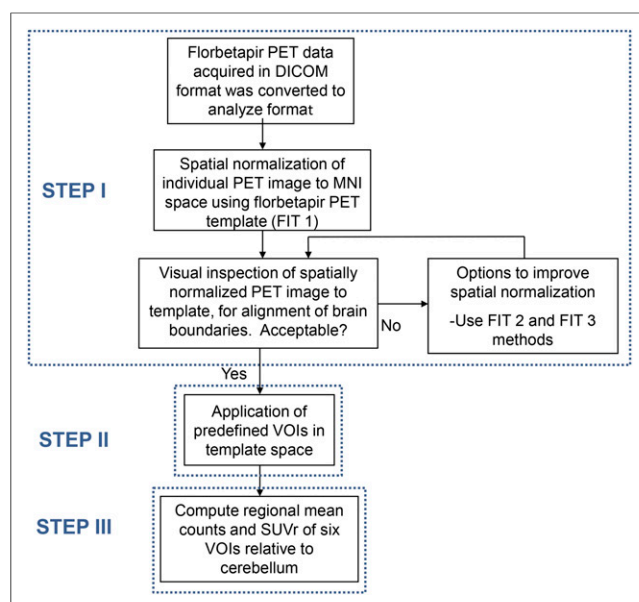 Florbetapir PET data
acquired in DICOM
format was converted to
analyze format
STEP I
Spatial normalization of
individual PET image to MNI
space using florbetapir PET
template (FIT 1)
Visual inspection of spatially
normalized PET image to
template, for alignment of brain
boundaries.  Acceptable?
No
Options to improve
spatial normalization
-Use FIT 2 and FIT 3
methods
Yes
STEP II
Application of
predefined VOIs in
template space
STEP III
Compute regional mean
counts and SUVr of six
VOIs relative to
cerebellum